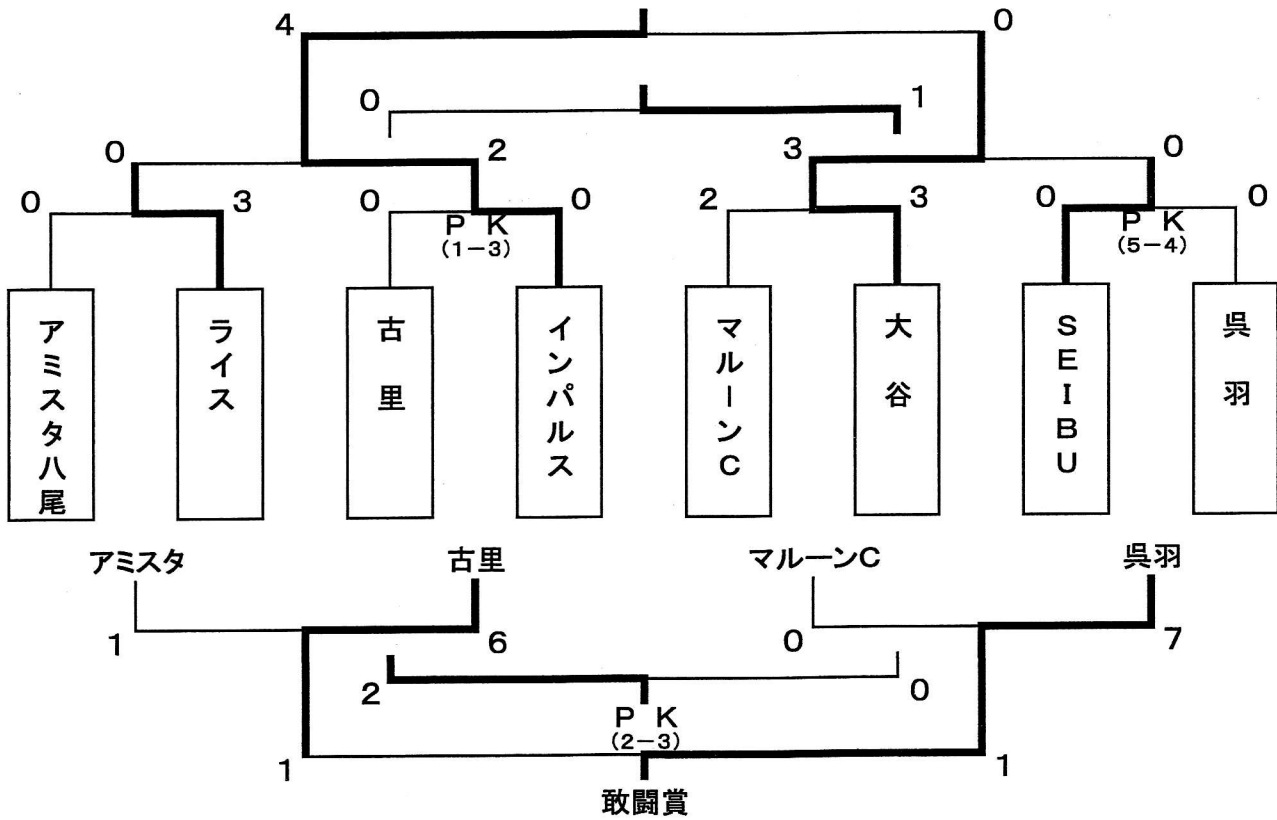 4 0
0 1
0 2 3 0
0 3 0 0 2 3 0 0
PK PK
(1－3) (5－4)
アミスタ八尾
ライス
古里
インパルス
マルーンC
大谷
SEIBU
呉羽
アミスタ 古里 マルーンC 呉羽
1 6 0 7
2 0
PK
(2－3)
1 1
敢闘賞